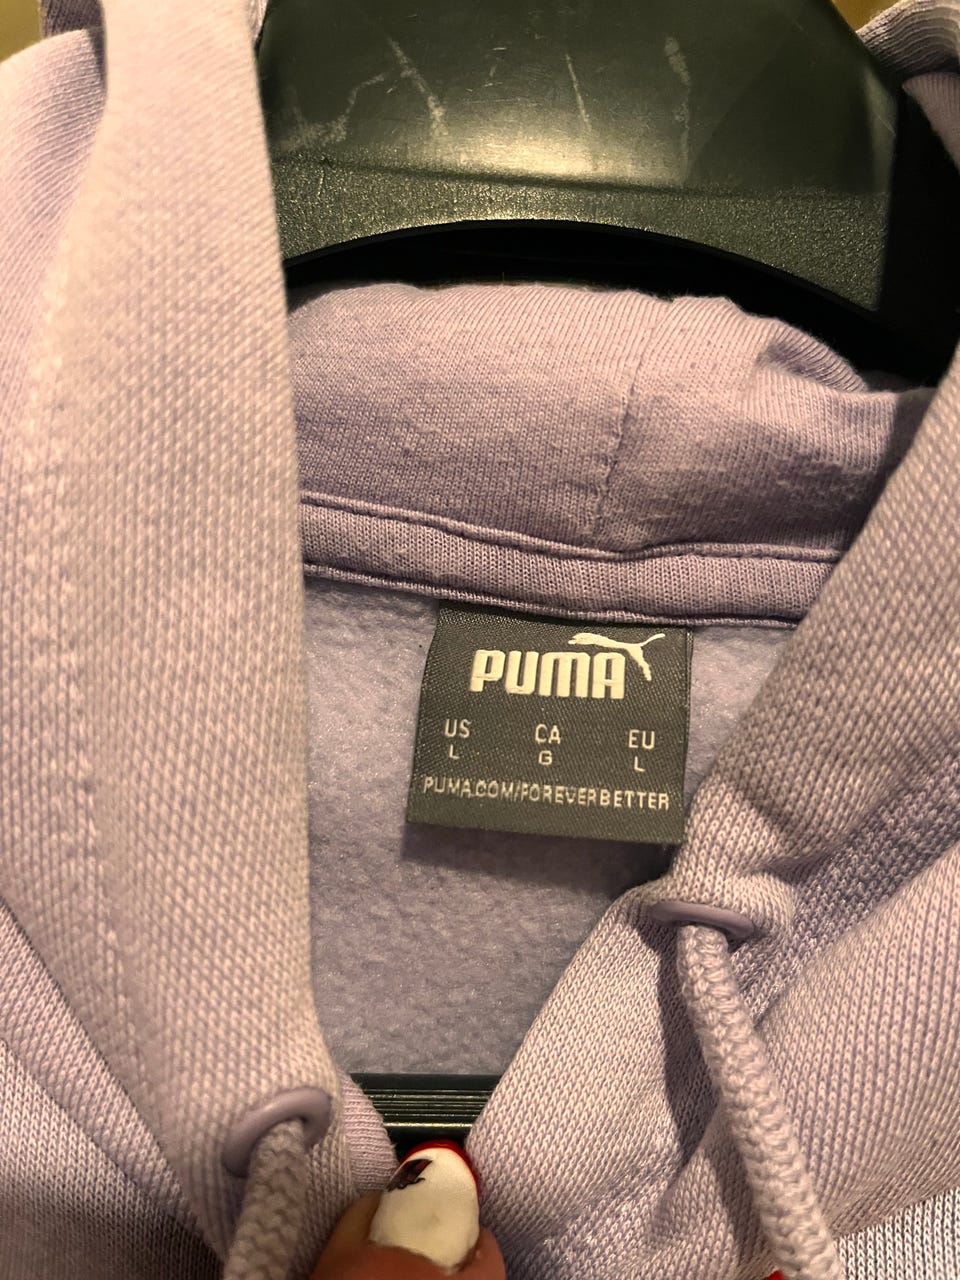 PUMA
US CA EU
L G L
PUMA.COM/FOREVERBETTER